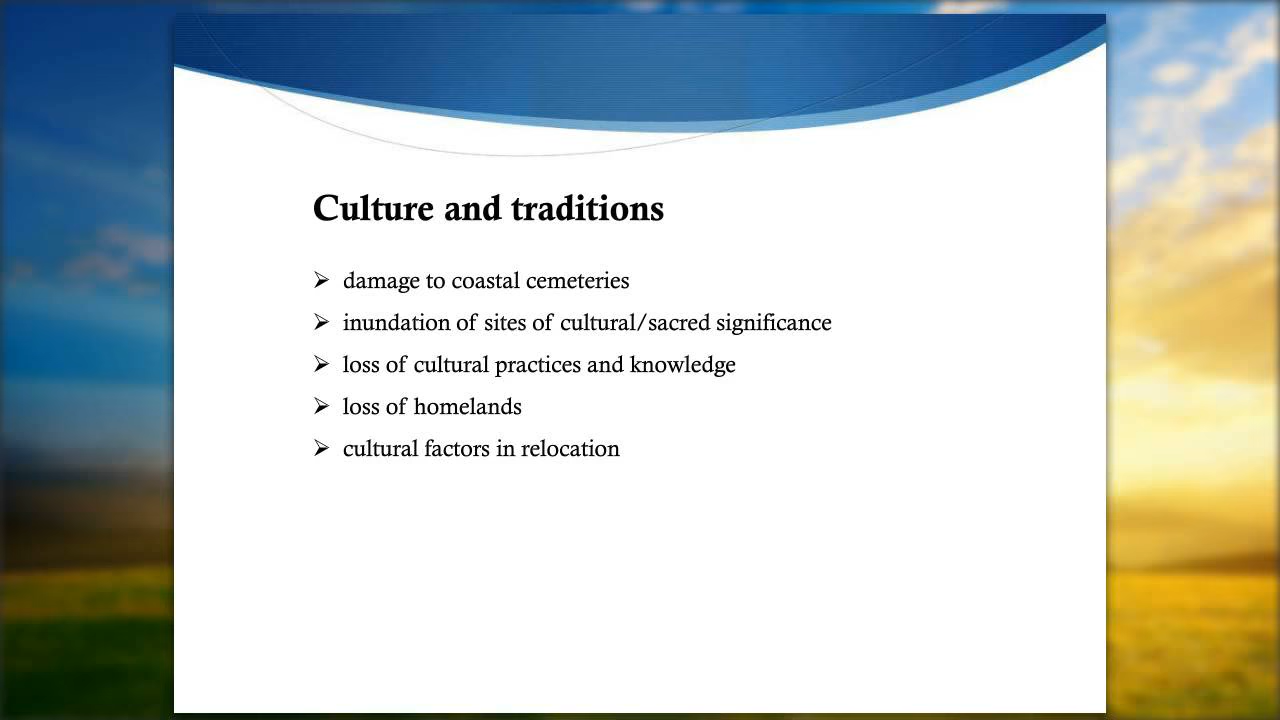 Culture and traditions
➢ damage to coastal cemeteries
➢ inundation of sites of cultural/sacred significance
➢ loss of cultural practices and knowledge
➢ loss of homelands
➢ cultural factors in relocation